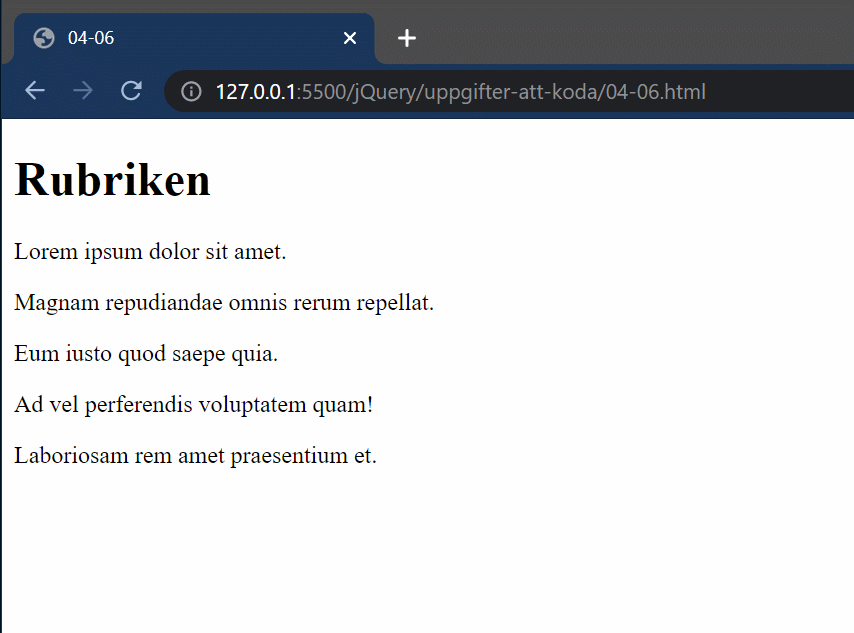 04-06
127.0.0.1:5500/jQuery/uppgifter-att-koda/04-06.html
Rubriken
Lorem ipsum dolor sit amet.
Magnam repudiandae omnis rerum repellat.
Eum iusto quod saepe quia.
Ad vel perferendis voluptatem quam!
Laboriosam rem amet praesentium et.